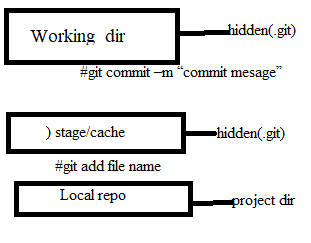 Working dir
hidden(.git)
#git commit –m “commit mesage”
) stage/cache
hidden(.git)
#git add file name
Local repo
project dir